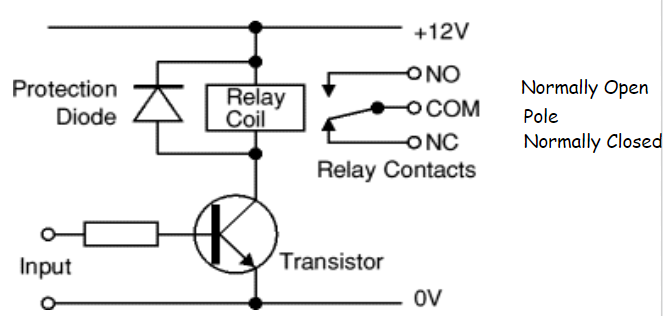 +12V
Protection
Diode
Relay
Coil
NO
COM
NC
Relay Contacts
Normally Open
Pole
Normally Closed
Input
Transistor
0V